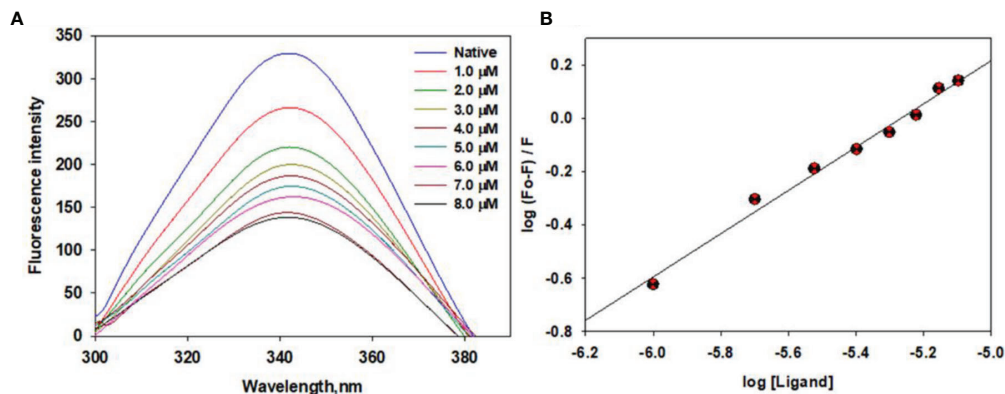 A
Fluorescence intensity
350
300
250
200
150
100
50
0
300
320
340
360
380
Wavelength,nm
Native
1.0 μM
2.0 μM
3.0 μM
4.0 μM
5.0 μM
6.0 μM
7.0 μM
8.0 μM
B
log (Fo-F) / F
0.2
0.0
-0.2
-0.4
-0.6
-0.8
-6.2
-6.0
-5.8
-5.6
-5.4
-5.2
-5.0
log [Ligand]